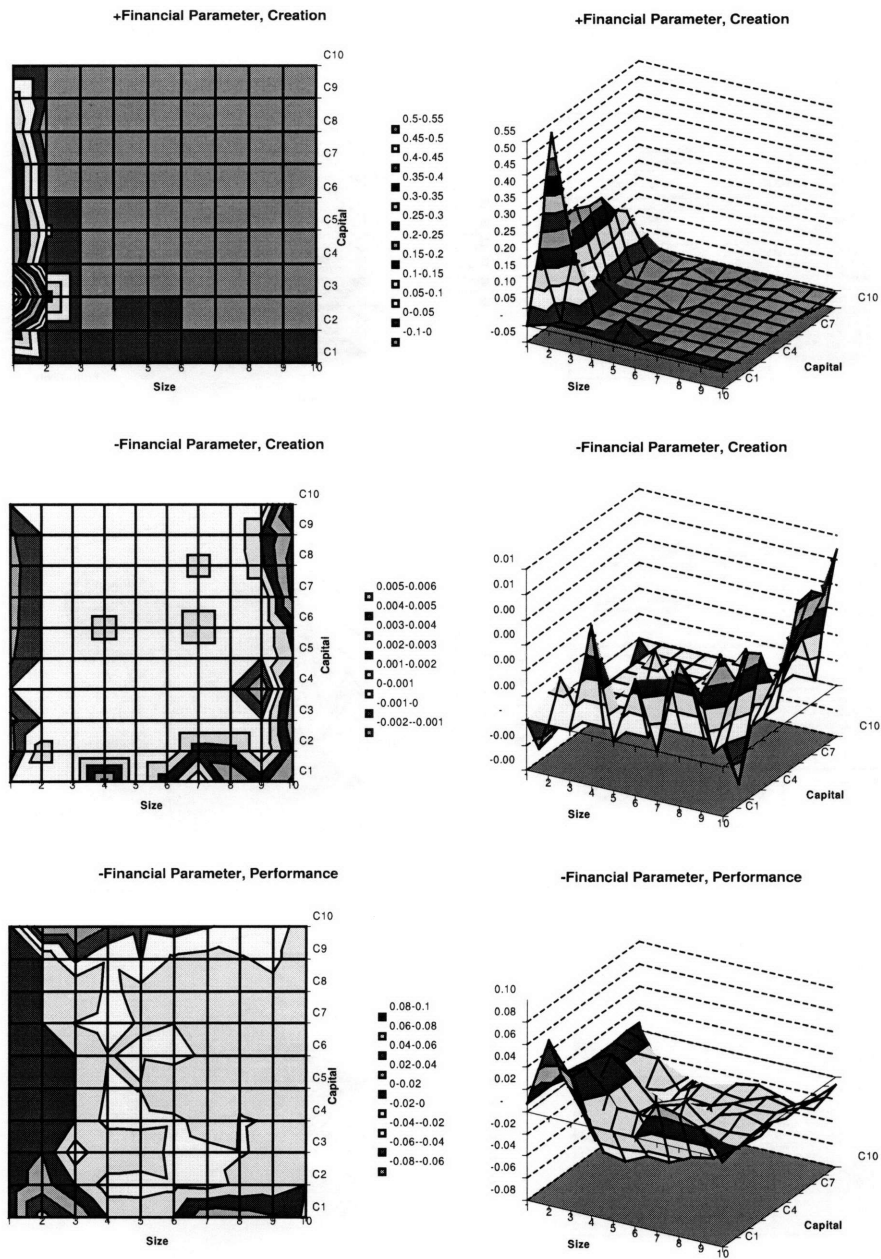 +Financial Parameter, Creation
C10
C9
C8
C7
C6
C5
C4
C3
C2
C1
Capital
1 2 3 4 5 6 7 8 9 10
Size
0.5-0.55
0.45-0.5
0.4-0.45
0.35-0.4
0.3-0.35
0.25-0.3
0.2-0.25
0.15-0.2
0.1-0.15
0.05-0.1
0-0.05
-0.1-0
+Financial Parameter, Creation
0.55
0.50
0.45
0.40
0.35
0.30
0.25
0.20
0.15
0.10
0.05
-
-0.05
1 2 3 4 5 6 7 8 9 10
Size
C1
C4
C7
C10
Capital
-Financial Parameter, Creation
C10
C9
C8
C7
C6
C5
C4
C3
C2
C1
Capital
1 2 3 4 5 6 7 8 9 10
Size
0.005-0.006
0.004-0.005
0.003-0.004
0.002-0.003
0.001-0.002
0-0.001
-0.001-0
-0.002--0.001
-Financial Parameter, Creation
0.01
0.01
0.00
0.00
0.00
0.00
-
-0.00
-0.00
1 2 3 4 5 6 7 8 9 10
Size
C1
C4
C7
C10
Capital
-Financial Parameter, Performance
C10
C9
C8
C7
C6
C5
C4
C3
C2
C1
Capital
1 2 3 4 5 6 7 8 9 10
Size
0.08-0.1
0.06-0.08
0.04-0.06
0.02-0.04
0-0.02
-0.02-0
-0.04--0.02
-0.06--0.04
-0.08--0.06
-Financial Parameter, Performance
0.10
0.08
0.06
0.04
0.02
-
-0.02
-0.04
-0.06
-0.08
1 2 3 4 5 6 7 8 9 10
Size
C1
C4
C7
C10
Capital